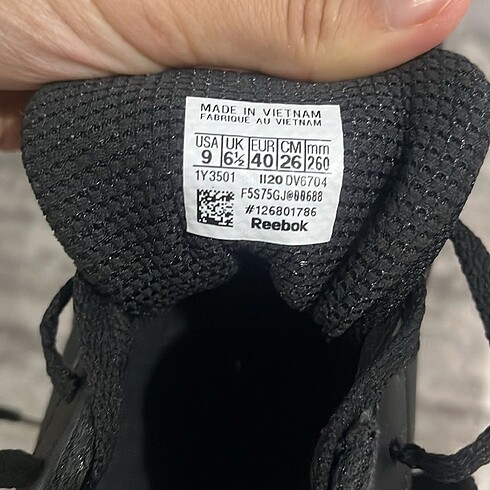 MADE IN VIETNAM
FABRIQUÉ AU VIETNAM
USA UK EUR CM mm
9 6½ 40 26 260
1Y3501 1120 DV6704
F5S75GJ@00688
#126801786
Reebok